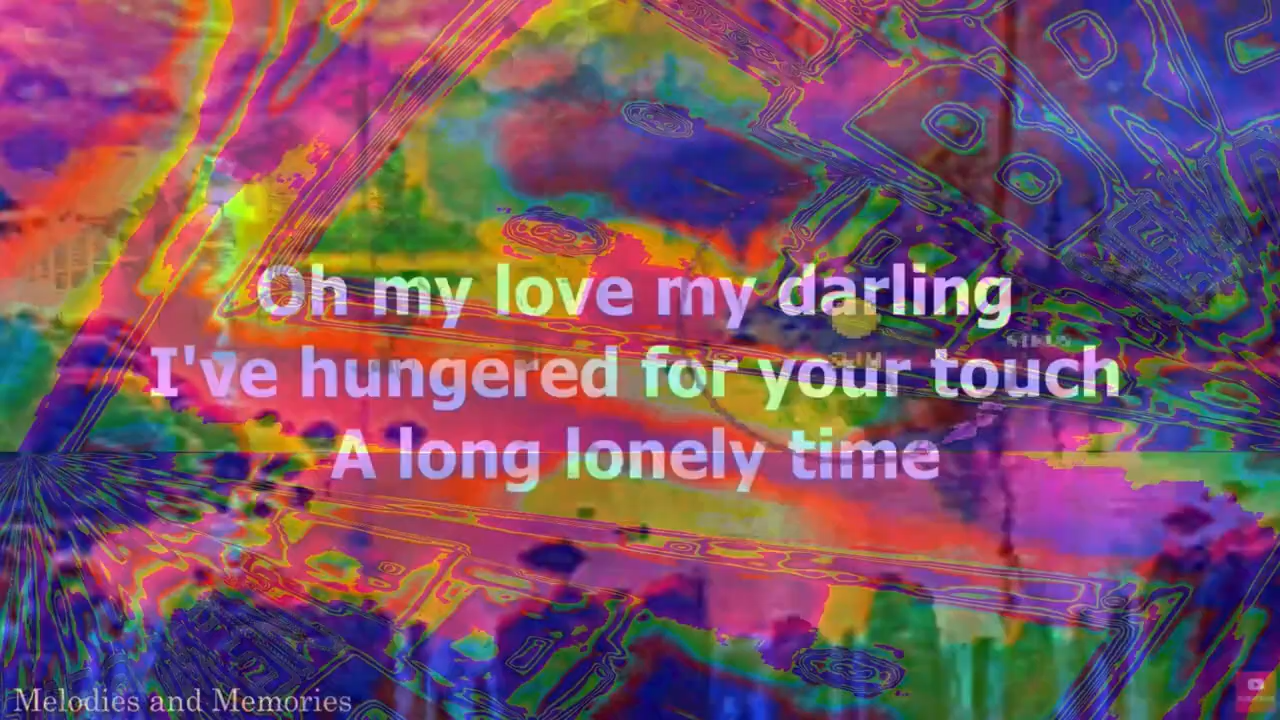 Oh my love my darling
I've hungered for your touch
A long lonely time
Melodies and Memories